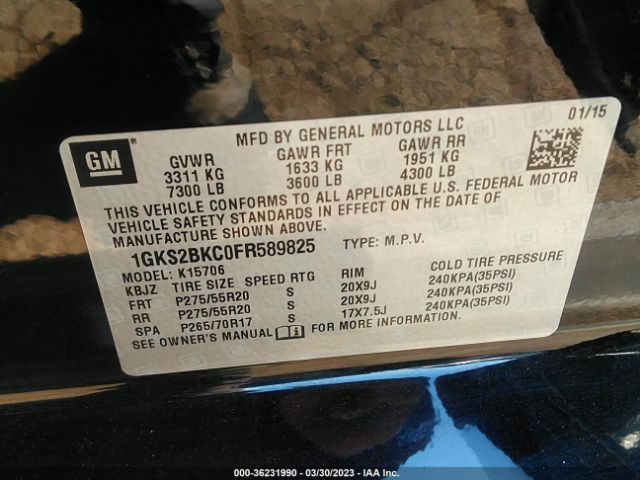 GM
MFD BY GENERAL MOTORS LLC
01/15
GVWR GAWR FRT GAWR RR
3311 KG 1633 KG 1951 KG
7300 LB 3600 LB 4300 LB
THIS VEHICLE CONFORMS TO ALL APPLICABLE U.S. FEDERAL MOTOR
VEHICLE SAFETY STANDARDS IN EFFECT ON THE DATE OF
MANUFACTURE SHOWN ABOVE.
1GKS2BKC0FR589825 TYPE: M.P.V.
MODEL: K15706
KBJZ TIRE SIZE SPEED RTG RIM
FRT P275/55R20 S 20X9J 240KPA(35PSI)
RR P275/55R20 S 20X9J 240KPA(35PSI)
SPA P265/70R17 S 17X7.5J 240KPA(35PSI)
SEE OWNER'S MANUAL FOR MORE INFORMATION.
000-36231990 — 03/30/2023 — IAA Inc.